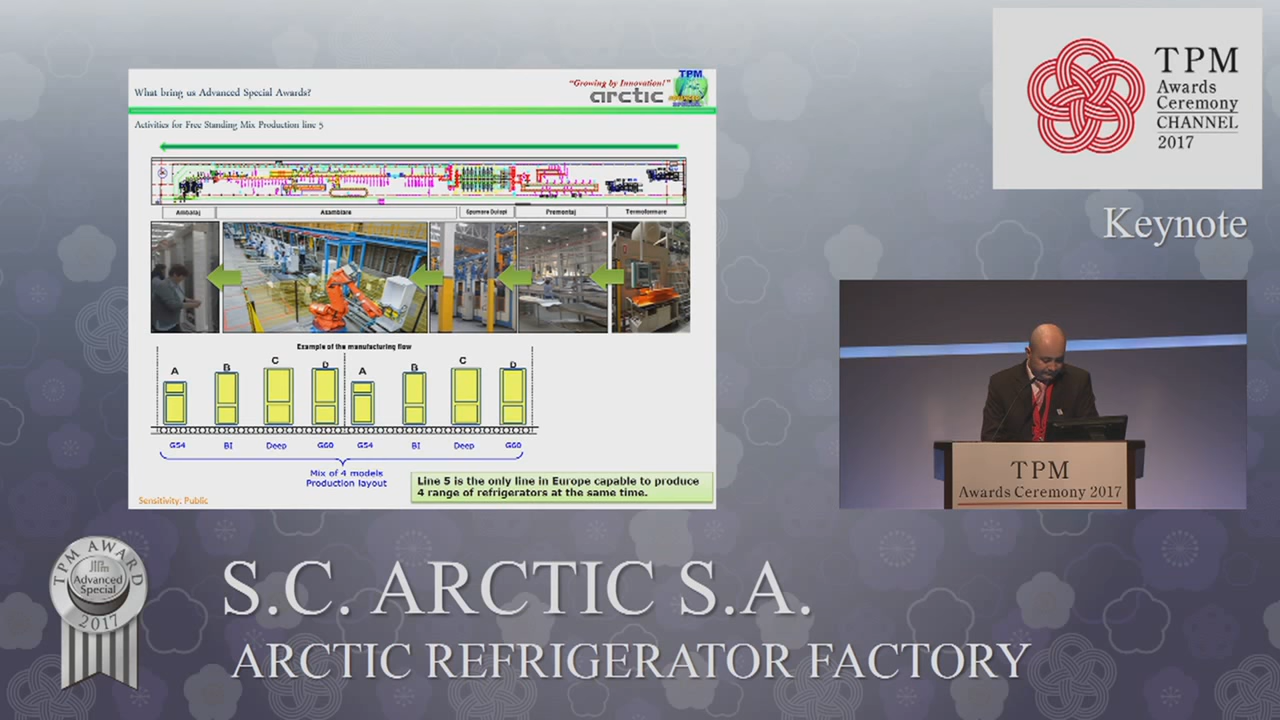 What bring us Advanced Special Awards?
"Growing by Innovation!"
arctic
TPM
Activities for Free Standing Mix Production line 5
Ambalaj
Asamblare
Spumare Dulapi
Premontaj
Termoformare
Example of the manufacturing flow
A B C D A B C D
G54 BI Deep G60 G54 BI Deep G60
Mix of 4 models
Production layout
Line 5 is the only line in Europe capable to produce
4 range of refrigerators at the same time.
Sensitivity: Public
TPM
Awards
Ceremony
CHANNEL
2017
Keynote
TPM
Awards Ceremony 2017
TPM AWARD
JIPM
Advanced
Special
2017
S.C. ARCTIC S.A.
ARCTIC REFRIGERATOR FACTORY